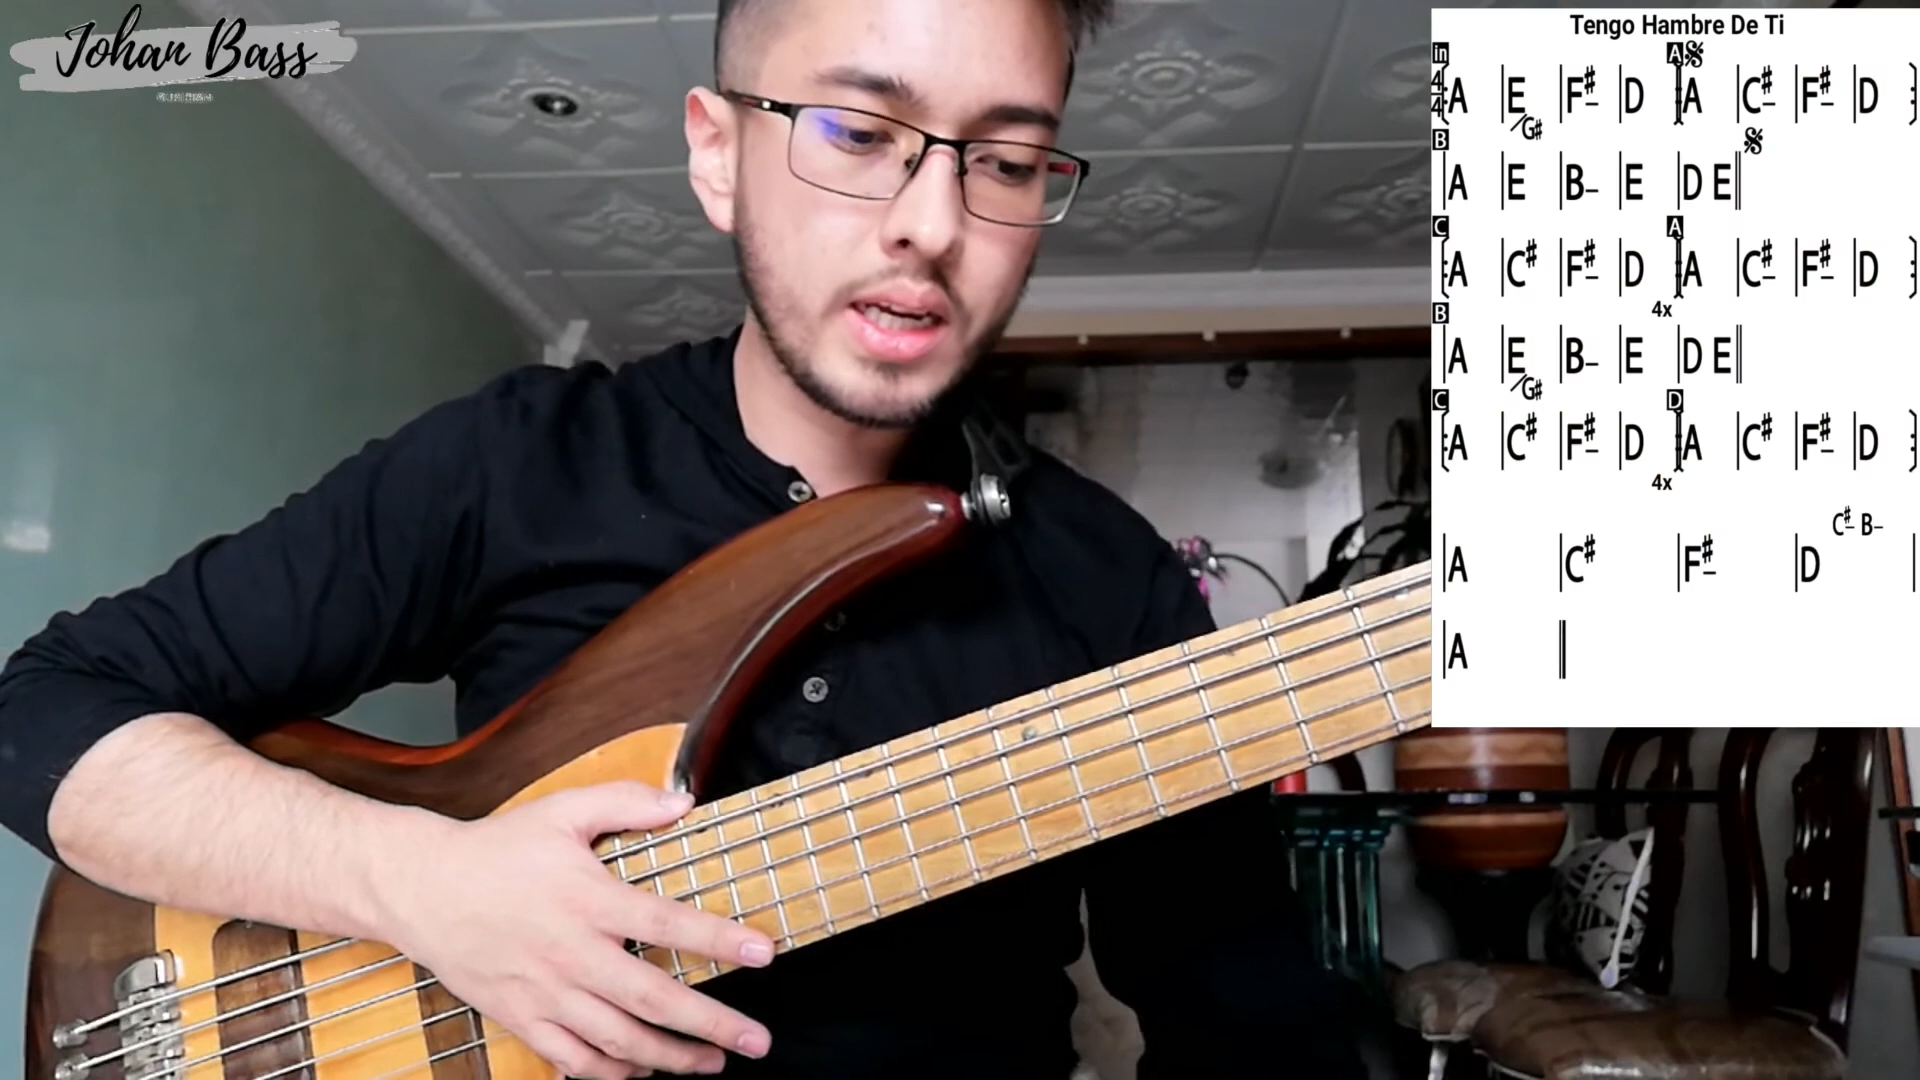 Johan Bass
Tengo Hambre De Ti
in A 𝄋
4/4 A | E/G# | F#– | D | A | C#– | F#– | D
B 𝄋
A | E | B– | E | D E
C A
A | C# | F#– | D | A | C#– | F#– | D
4x
B
A | E/G# | B– | E | D E
C D
A | C# | F#– | D | A | C# | F#– | D
4x
C#– B–
A | C# | F#– | D |
A